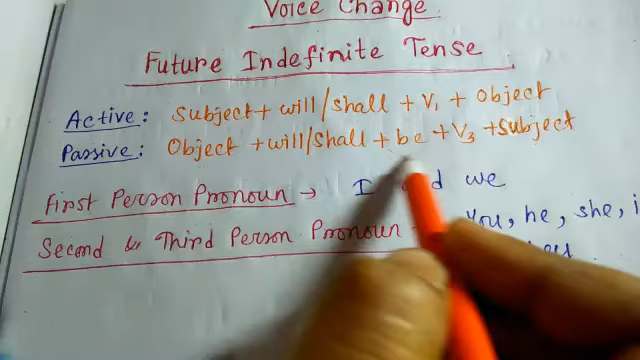 Voice Change
Future Indefinite Tense
Active: Subject + will/shall + V1 + Object
Passive: Object + will/shall + be + V3 + Subject
First Person Pronoun → I we
Second & Third Person Pronoun you, he, she,